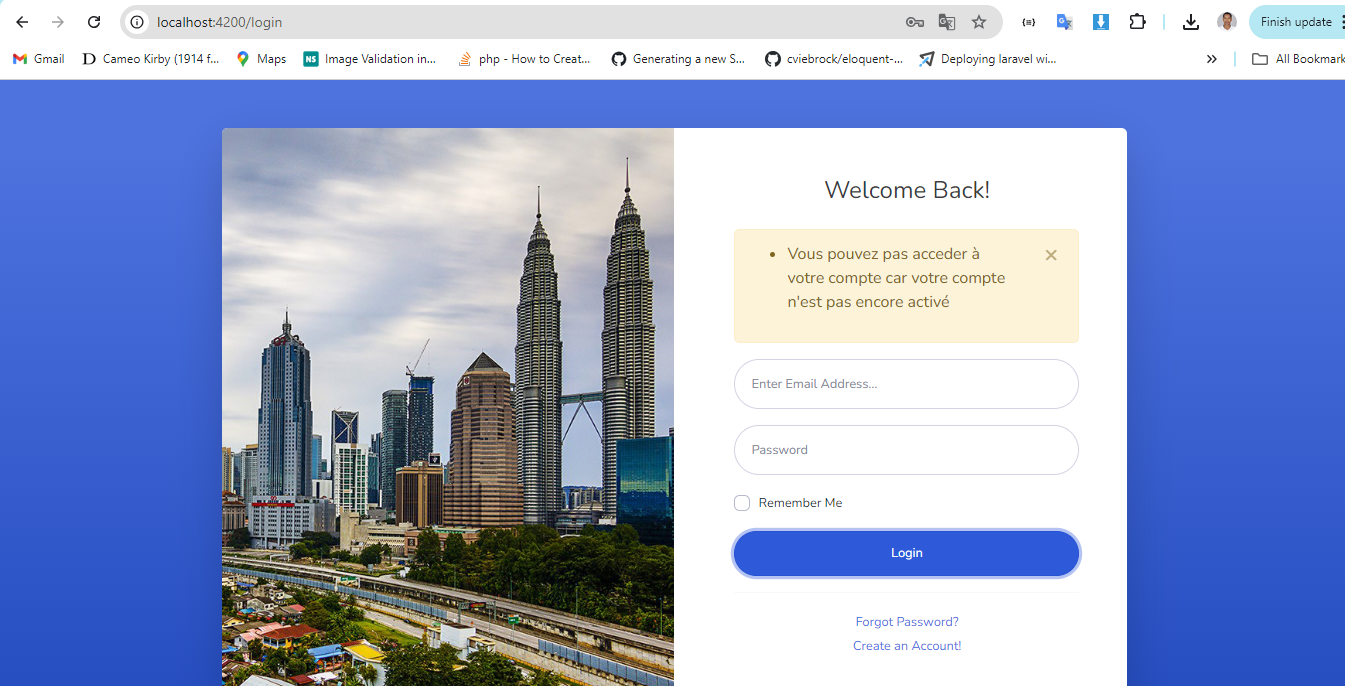 localhost:4200/login
Finish update
Gmail
Cameo Kirby (1914 f...
Maps
NS
Image Validation in...
php - How to Creat...
Generating a new S...
cviebrock/eloquent-...
Deploying laravel wi...
»
All Bookmark
Welcome Back!
Vous pouvez pas acceder à
votre compte car votre compte
n'est pas encore activé
×
Enter Email Address...
Password
Remember Me
Login
Forgot Password?
Create an Account!